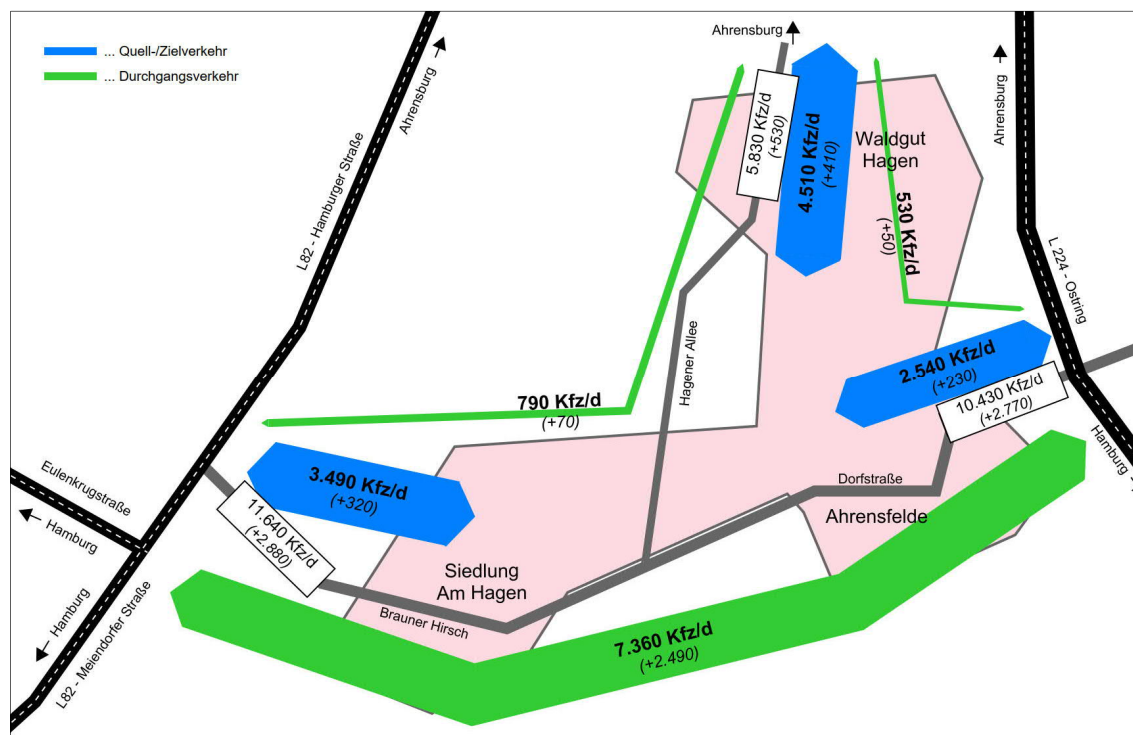 ... Quell-/Zielverkehr
... Durchgangsverkehr
Ahrensburg
Ahrensburg
Ahrensburg
L82 - Hamburger Straße
5.830 Kfz/d
(+530)
4.510 Kfz/d
(+410)
Waldgut
Hagen
530 Kfz/d
(+50)
L 224 - Ostring
Hagener Allee
790 Kfz/d
(+70)
2.540 Kfz/d
(+230)
10.430 Kfz/d
(+2.770)
Hamburg
Eulenkrugstraße
Hamburg
3.490 Kfz/d
(+320)
11.640 Kfz/d
(+2.880)
Dorfstraße
Ahrensfelde
Siedlung
Am Hagen
Brauner Hirsch
Hamburg
L82 - Meiendorfer Straße
7.360 Kfz/d
(+2.490)